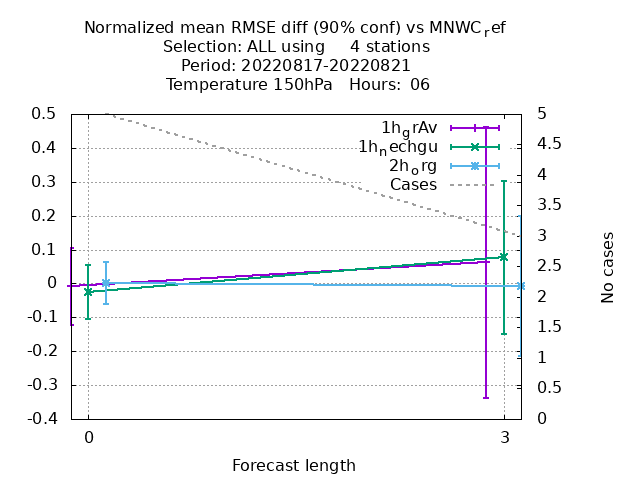 Normalized mean RMSE diff (90% conf) vs MNWC_ref
Selection: ALL using     4 stations
Period: 20220817-20220821
Temperature 150hPa   Hours:  06
0.5
0.4
0.3
0.2
0.1
0
-0.1
-0.2
-0.3
-0.4
5
4.5
4
3.5
3
2.5
2
1.5
1
0.5
0
1h_grAv
1h_nechgu
2h_org
Cases
No cases
0
3
Forecast length